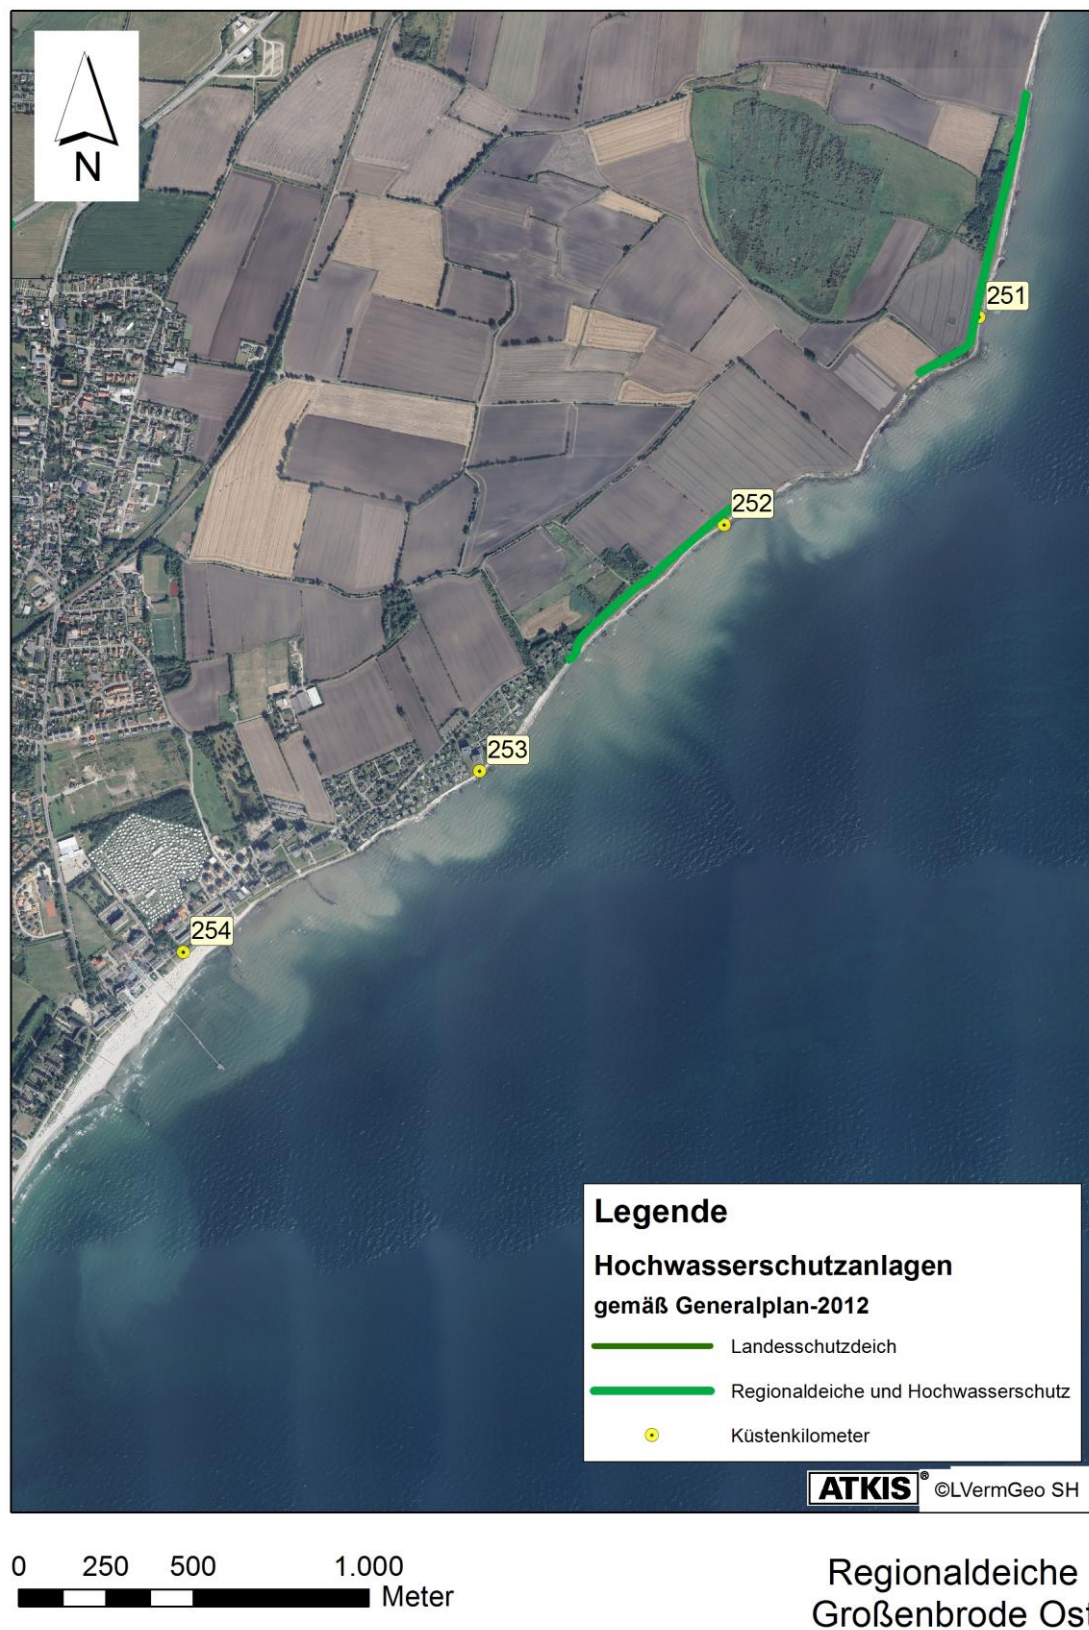 N
251
252
253
254
Legende
Hochwasserschutzanlagen
gemäß Generalplan-2012
Landesschutzdeich
Regionaldeiche und Hochwasserschutz
Küstenkilometer
ATKIS® ©LVermGeo SH
0 250 500 1.000
Meter
Regionaldeiche
Großenbrode Ost